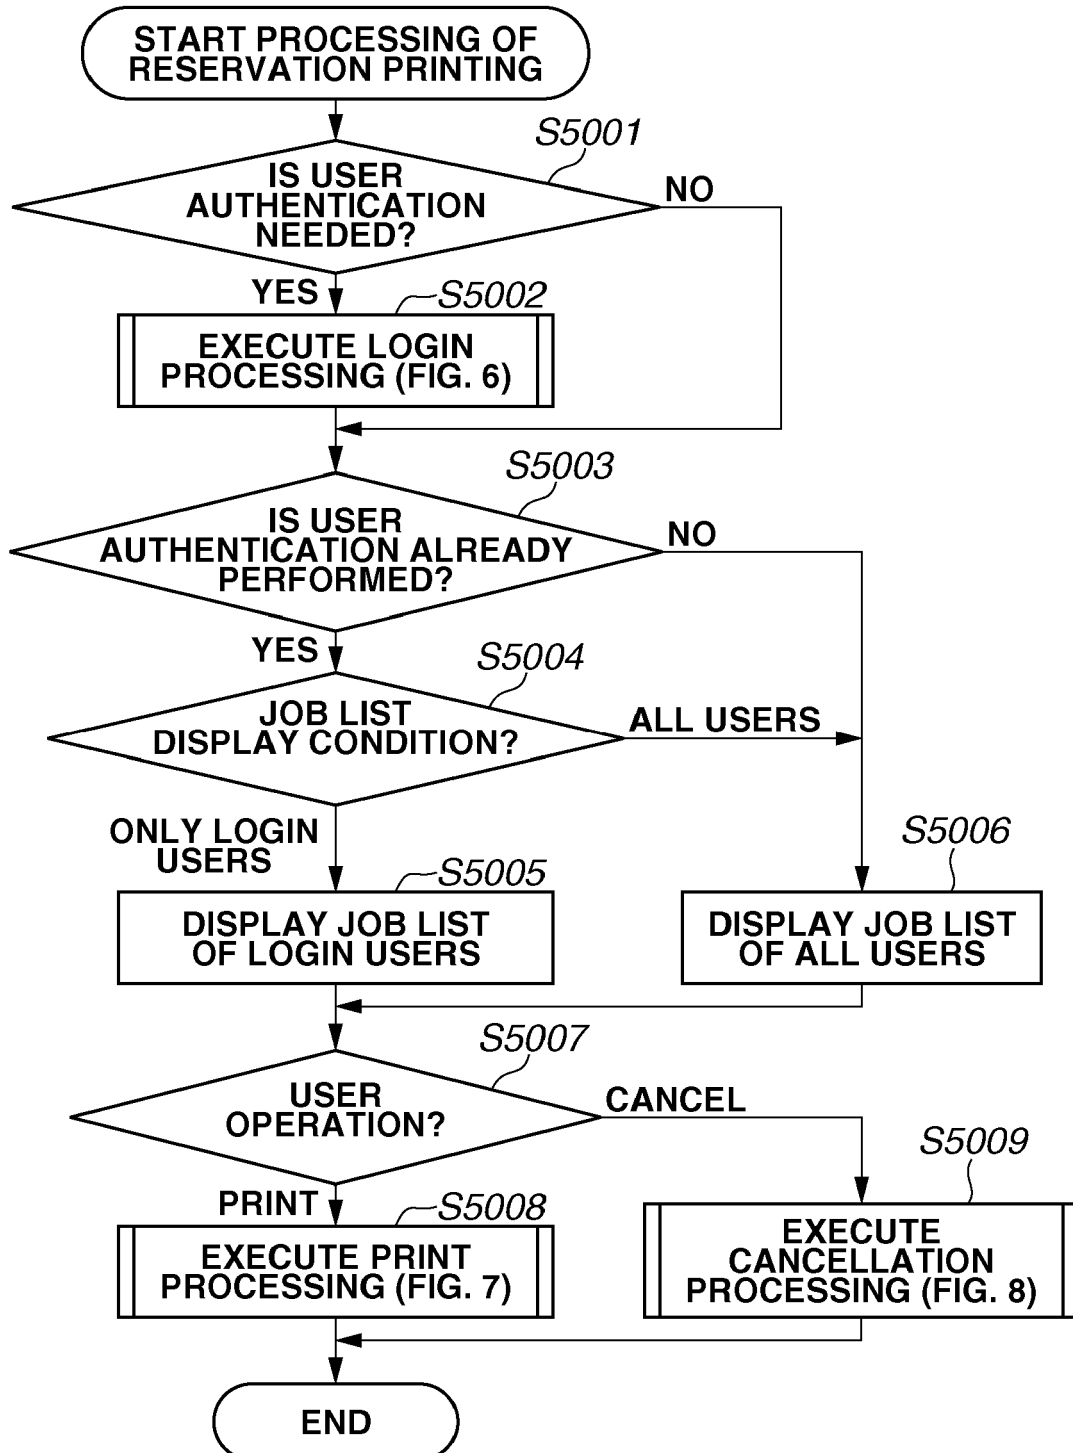 START PROCESSING OF
RESERVATION PRINTING
S5001
IS USER
AUTHENTICATION
NEEDED?
NO
YES
S5002
EXECUTE LOGIN
PROCESSING (FIG. 6)
S5003
IS USER
AUTHENTICATION ALREADY
PERFORMED?
NO
YES
S5004
JOB LIST
DISPLAY CONDITION?
ALL USERS
ONLY LOGIN
USERS
S5005
DISPLAY JOB LIST
OF LOGIN USERS
S5006
DISPLAY JOB LIST
OF ALL USERS
S5007
USER
OPERATION?
CANCEL
PRINT
S5008
EXECUTE PRINT
PROCESSING (FIG. 7)
S5009
EXECUTE
CANCELLATION
PROCESSING (FIG. 8)
END